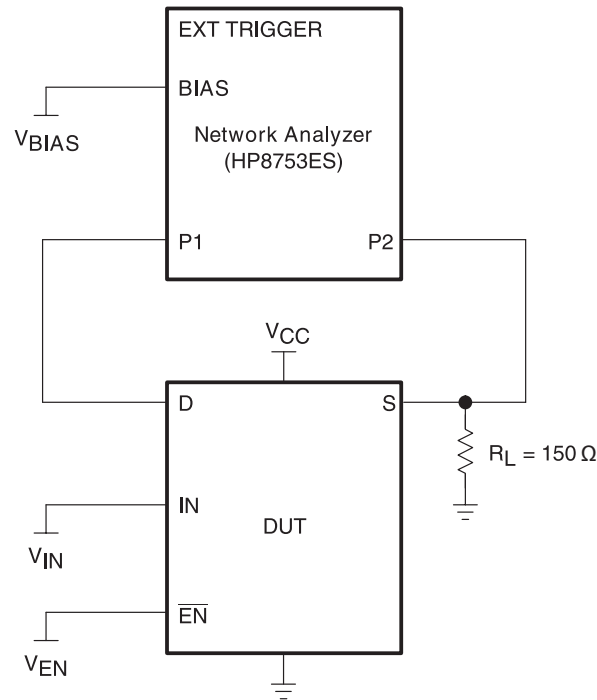 EXT TRIGGER
BIAS
VBIAS
Network Analyzer
(HP8753ES)
P1
P2
VCC
D
S
RL = 150 Ω
IN
DUT
VIN
EN
VEN